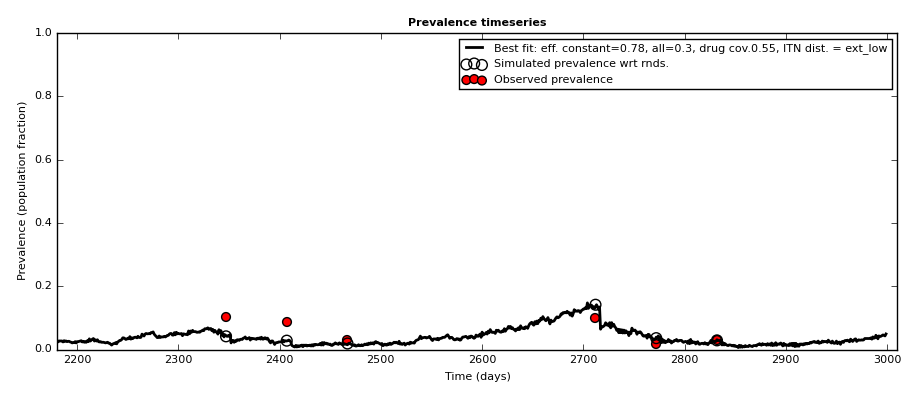 Prevalence timeseries
1.0
0.8
0.6
0.4
0.2
0.0
Prevalence (population fraction)
Best fit: eff. constant=0.78, all=0.3, drug cov.0.55, ITN dist. = ext_low
Simulated prevalence wrt rnds.
Observed prevalence
2200 2300 2400 2500 2600 2700 2800 2900 3000
Time (days)